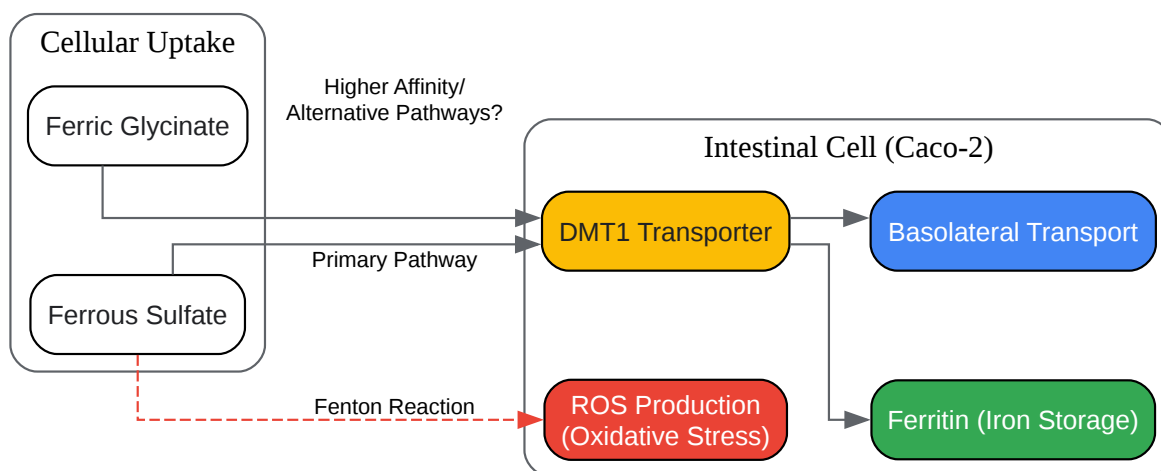 Cellular Uptake
Ferric Glycinate
Higher Affinity/
Alternative Pathways?
Intestinal Cell (Caco-2)
DMT1 Transporter
Basolateral Transport
Primary Pathway
Ferrous Sulfate
Fenton Reaction
ROS Production
(Oxidative Stress)
Ferritin (Iron Storage)